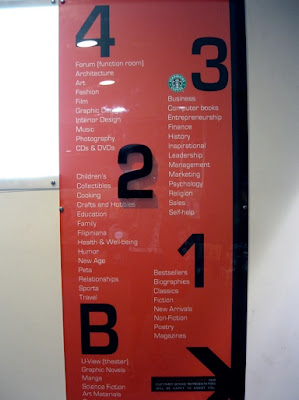 4
Forum (function room)
Architecture
Art
Fashion
Film
Graphic Design
Interior Design
Music
Photography
CDs & DVDs
3
Business
Computer books
Entrepreneurship
Finance
History
Inspirational
Leadership
Management
Marketing
Psychology
Religion
Sales
Self-help
2
Children's
Collectibles
Cooking
Crafts and Hobbies
Education
Family
Filipiniana
Health & Well-being
Humor
New Age
Pets
Relationships
Sports
Travel
1
Bestsellers
Biographies
Classics
Fiction
New Arrivals
Non-Fiction
Poetry
Magazines
B
U-View (theater)
Graphic Novels
Manga
Science Fiction
Art Materials